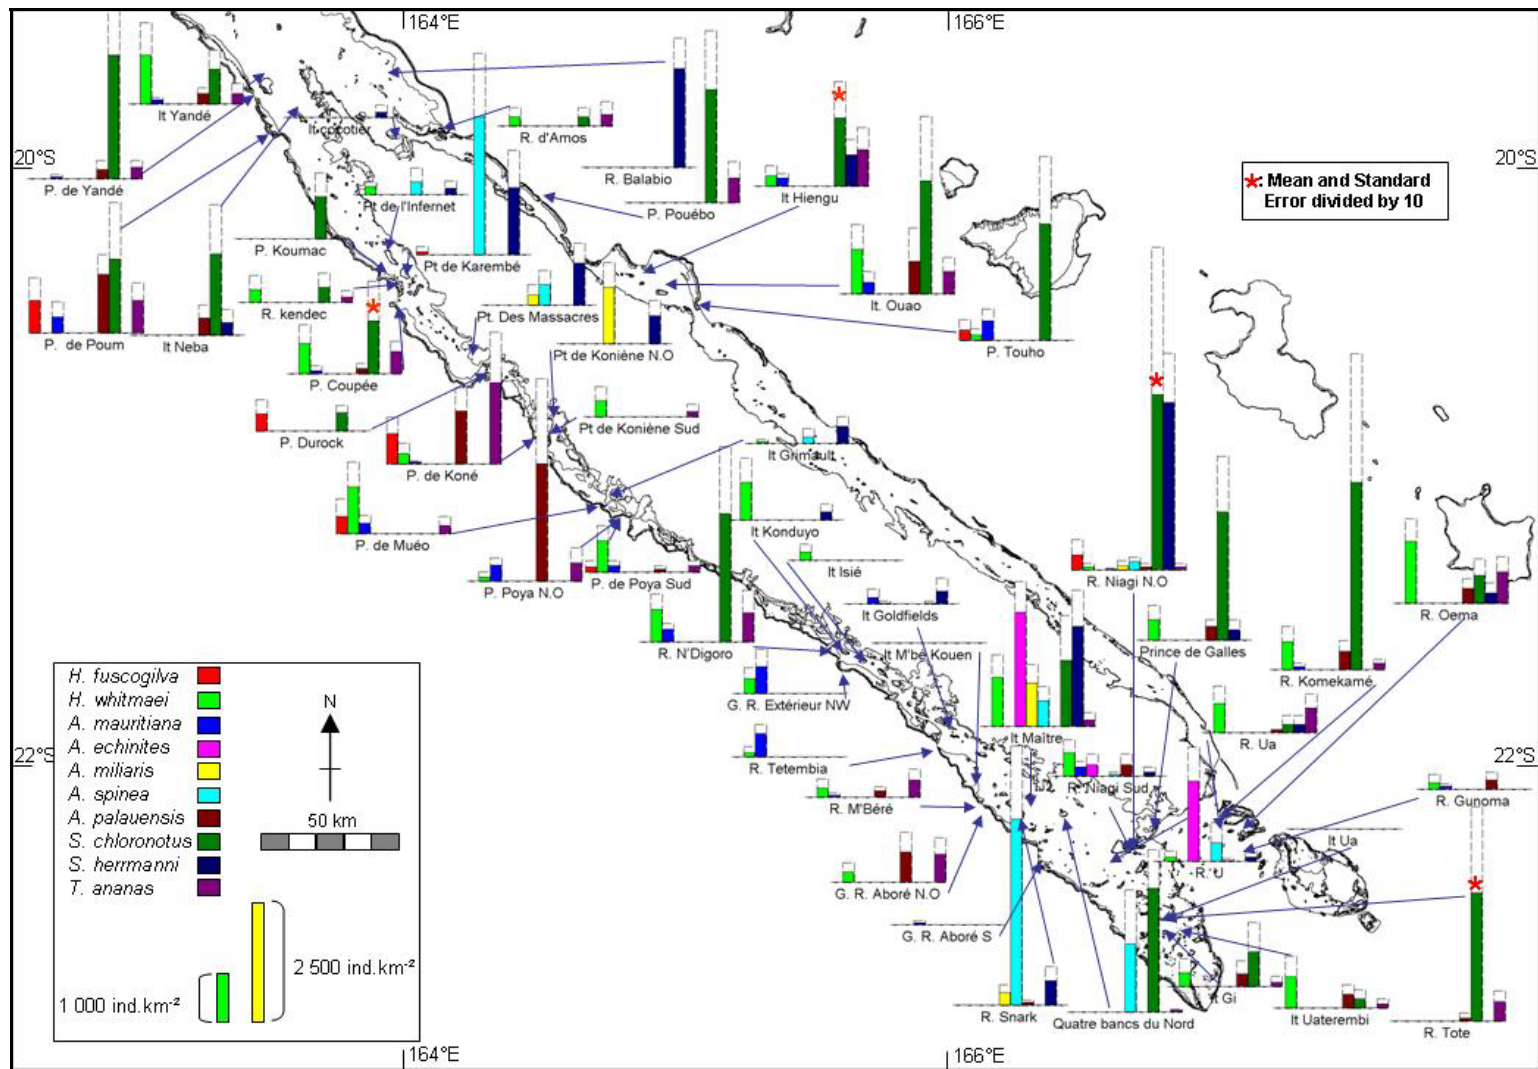 164°E
166°E
It Yandé
It cocotier
R. d'Amos
20°S
20°S
P. de Yandé
R. Balabio
It Hiengu
: Mean and Standard
Error divided by 10
Pt de l'Infernet
P. Pouébo
P. Koumac
Pt de Karembé
R. kendec
Pt. Des Massacres
It. Ouao
P. de Poum
It Neba
Pt de Koniène N.O
P. Touho
P. Coupée
P. Durock
Pt de Koniène Sud
It Grimault
P. de Koné
It Konduyo
P. de Muéo
It Isié
R. Niagi N.O
P. Poya N.O
P. de Poya Sud
It Goldfields
R. Oema
R. N'Digoro
It M'bé Kouen
Prince de Galles
R. Komekamé
G. R. Extérieur NW
It Maître
R. Ua
22°S
22°S
R. Tetembia
R. Niagi Sud
R. M'Béré
R. Gunoma
It Ua
R. U
G. R. Aboré N.O
G. R. Aboré S
It Gi
R. Snark
Quatre bancs du Nord
It Uaterembi
R. Tote
H. fuscogilva
H. whitmaei
A. mauritiana
A. echinites
A. miliaris
A. spinea
A. palauensis
S. chloronotus
S. herrmanni
T. ananas
N
50 km
2 500 ind.km-²
1 000 ind.km-²
164°E
166°E